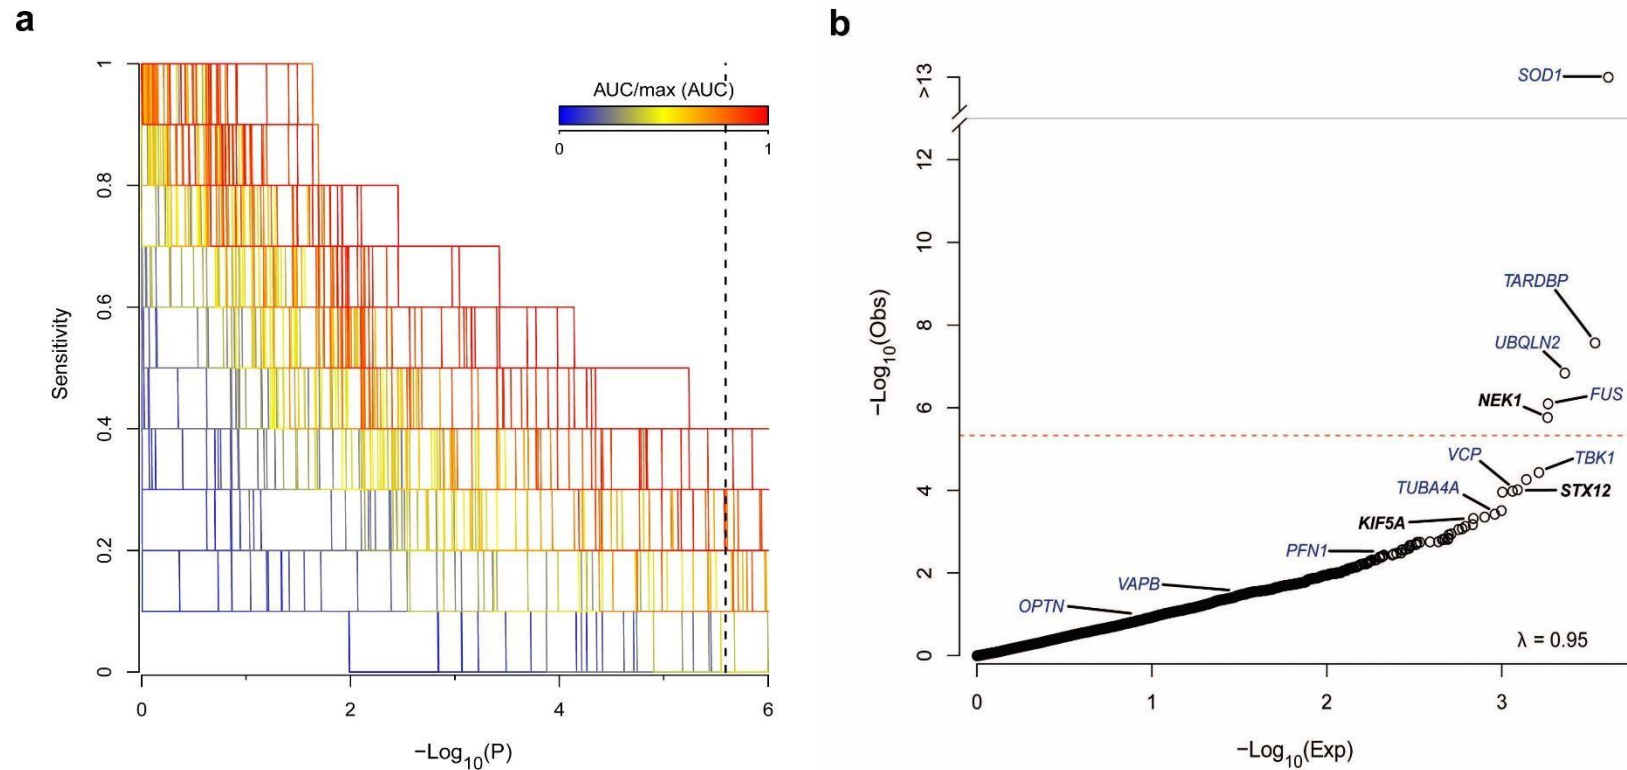 a
AUC/max (AUC)
0 1
Sensitivity
1
0.8
0.6
0.4
0.2
0
0 2 4 6
−Log10(P)
b
>13
12
10
8
6
4
2
0
−Log10(Obs)
SOD1
TARDBP
UBQLN2
FUS
NEK1
VCP
TBK1
TUBA4A
STX12
KIF5A
PFN1
VAPB
OPTN
λ = 0.95
0 1 2 3
−Log10(Exp)